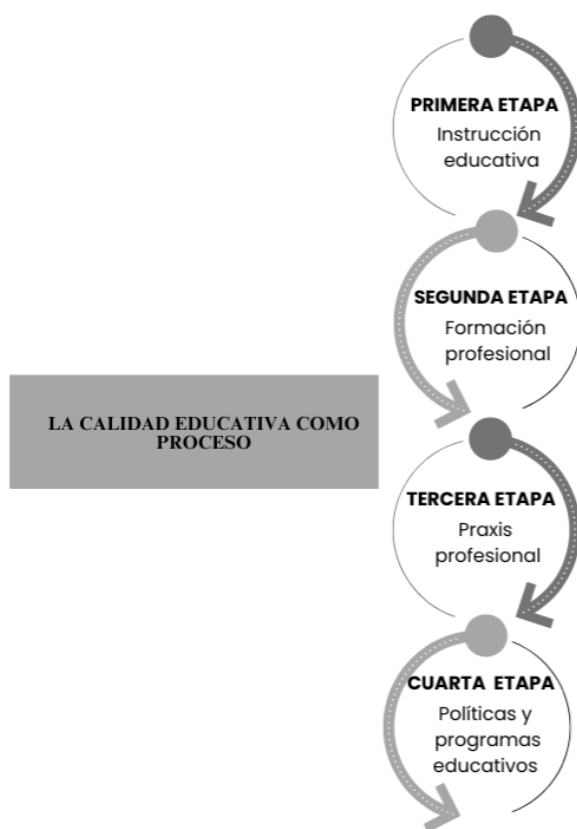 PRIMERA ETAPA
Instrucción
educativa
SEGUNDA ETAPA
Formación
profesional
LA CALIDAD EDUCATIVA COMO
PROCESO
TERCERA ETAPA
Praxis
profesional
CUARTA ETAPA
Políticas y
programas
educativos